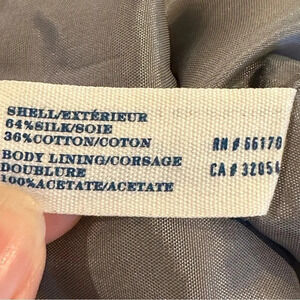 SHELL/EXTÉRIEUR
64%SILK/SOIE
36%COTTON/COTON
BODY LINING/CORSAGE
DOUBLURE
100%ACETATE/ACETATE
RN # 66170
CA # 32054